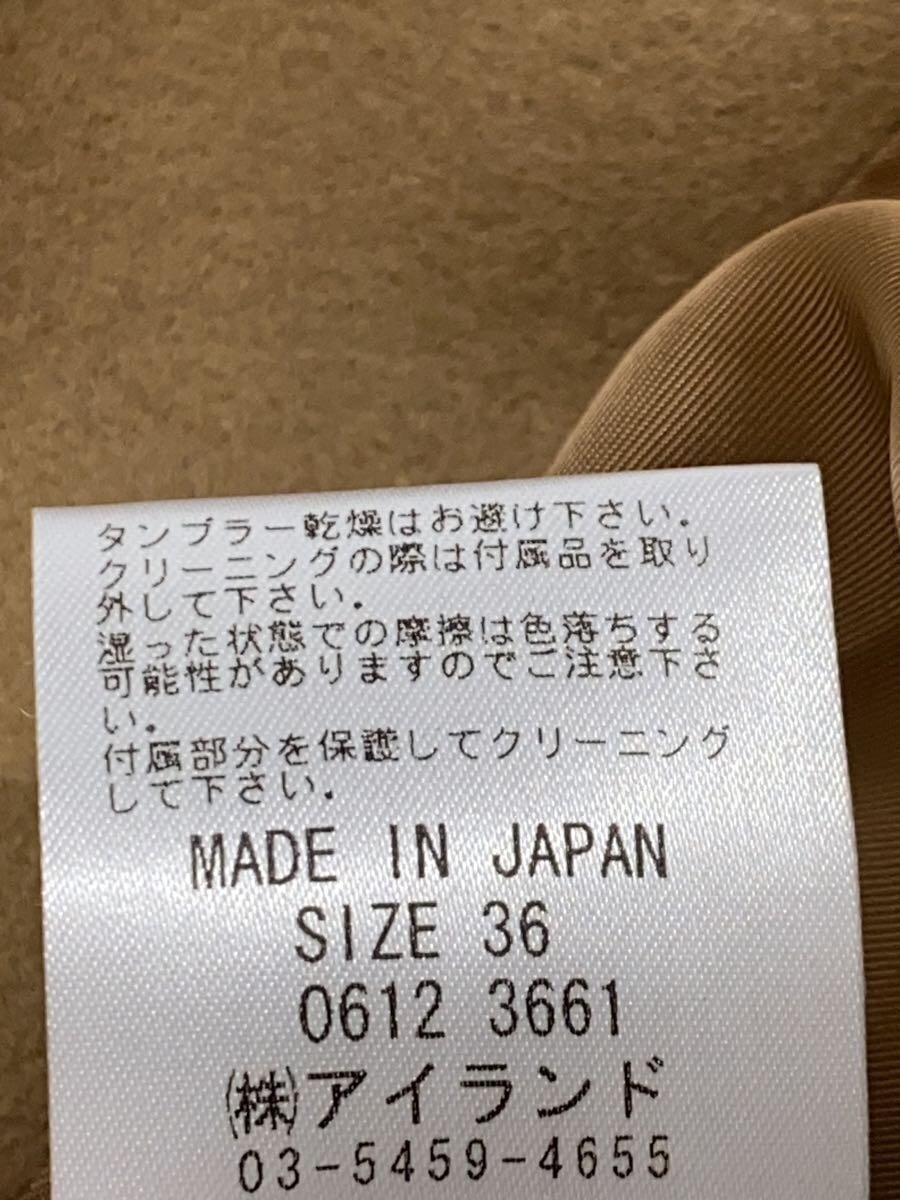 タンブラー乾燥はお避け下さい.
クリーニングの際は付属品を取り
外して下さい.
湿った状態での摩擦は色落ちする
可能性がありますのでご注意下さ
い.
付属部分を保護してクリーニング
して下さい.
MADE IN JAPAN
SIZE 36
0612 3661
㈱アイランド
03-5459-4655